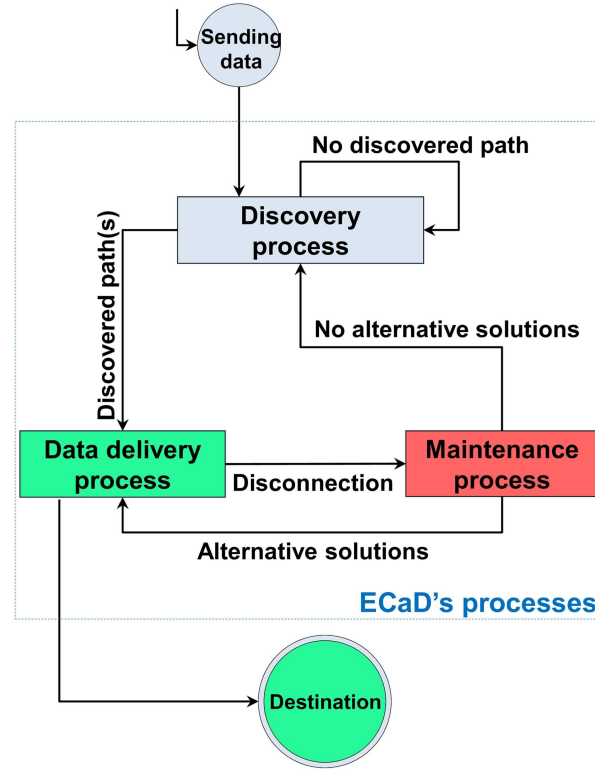 Sending
data
No discovered path
Discovery
process
Discovered path(s)
No alternative solutions
Data delivery
process
Disconnection
Maintenance
process
Alternative solutions
ECaD's processes
Destination